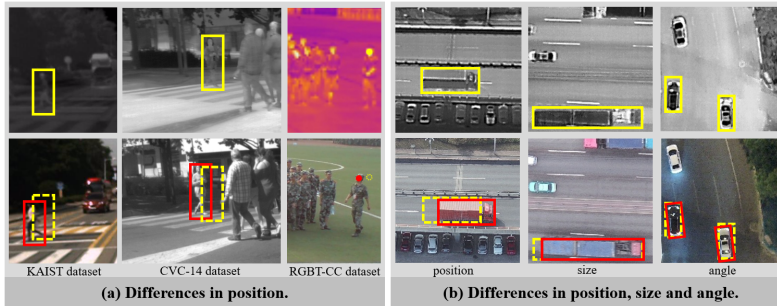 KAIST dataset
CVC-14 dataset
RGBT-CC dataset
(a) Differences in position.
position
size
angle
(b) Differences in position, size and angle.